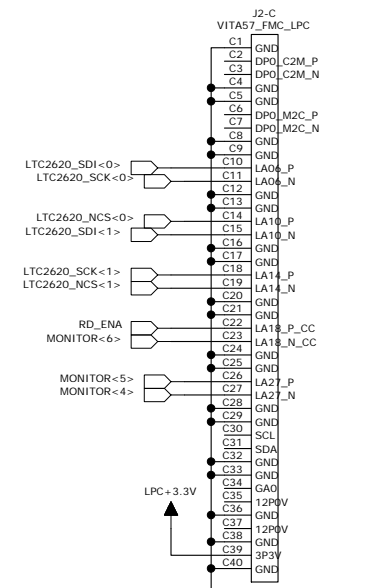 J2-C
VITA57_FMC_LPC
C1 GND
C2 DP0_C2M_P
C3 DP0_C2M_N
C4 GND
C5 GND
C6 DP0_M2C_P
C7 DP0_M2C_N
C8 GND
C9 GND
LTC2620_SDI<0> C10 LA06_P
LTC2620_SCK<0> C11 LA06_N
C12 GND
C13 GND
LTC2620_NCS<0> C14 LA10_P
LTC2620_SDI<1> C15 LA10_N
C16 GND
C17 GND
LTC2620_SCK<1> C18 LA14_P
LTC2620_NCS<1> C19 LA14_N
C20 GND
C21 GND
RD_ENA C22 LA18_P_CC
MONITOR<6> C23 LA18_N_CC
C24 GND
C25 GND
MONITOR<5> C26 LA27_P
MONITOR<4> C27 LA27_N
C28 GND
C29 GND
C30 SCL
C31 SDA
C32 GND
C33 GND
C34 GA0
LPC+3.3V C35 12P0V
C36 GND
C37 12P0V
C38 GND
C39 3P3V
C40 GND